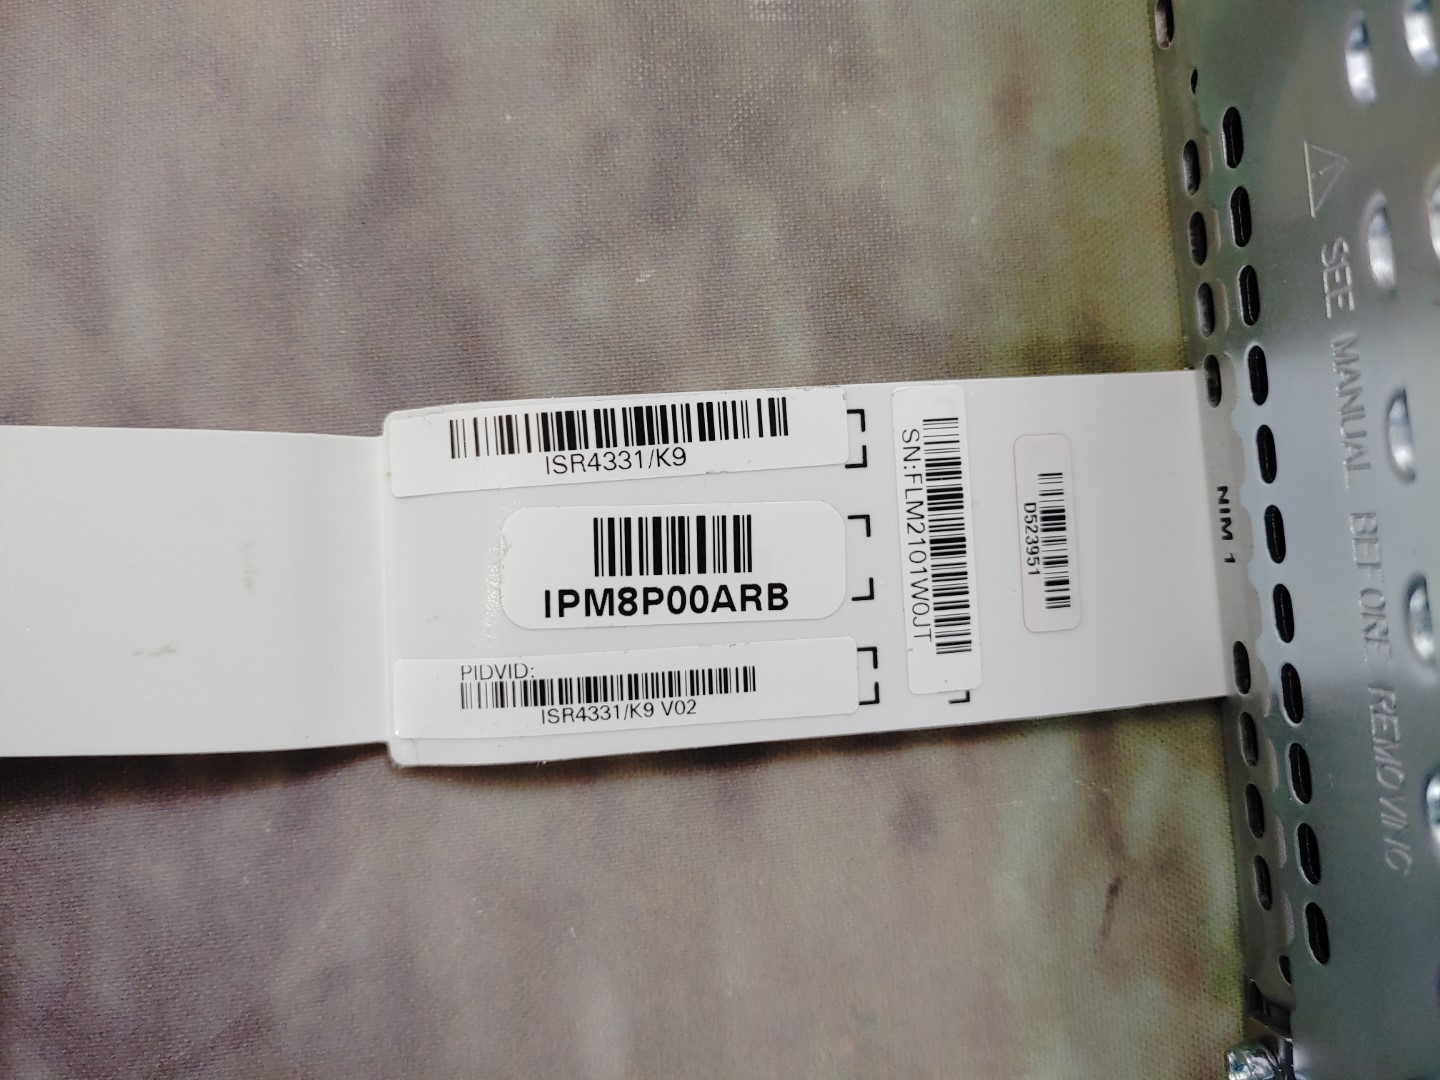 ISR4331/K9
IPM8P00ARB
PIDVID:
ISR4331/K9 V02
SN:FLM2101W0JT
D523951
NIM 1
SEE MANUAL BEFORE REMOVING